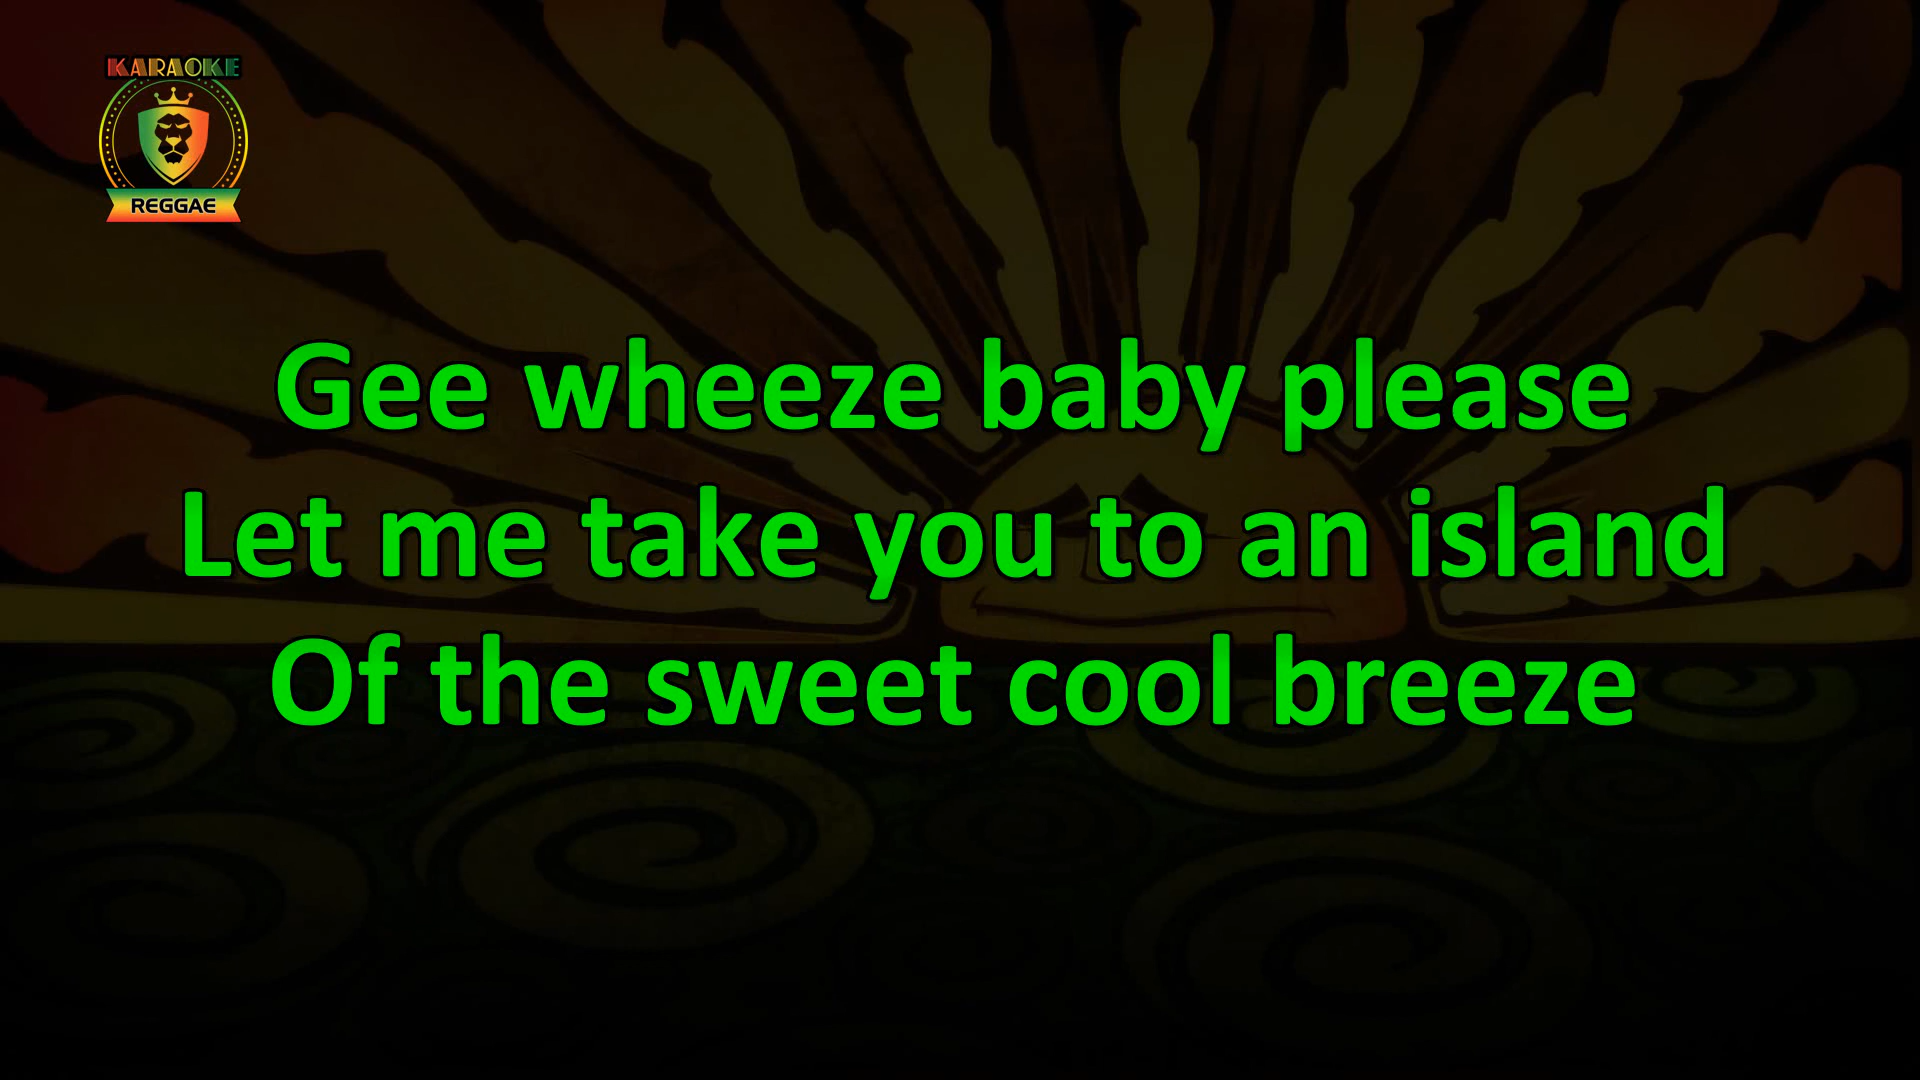 KARAOKE
REGGAE
Gee wheeze baby please
Let me take you to an island
Of the sweet cool breeze